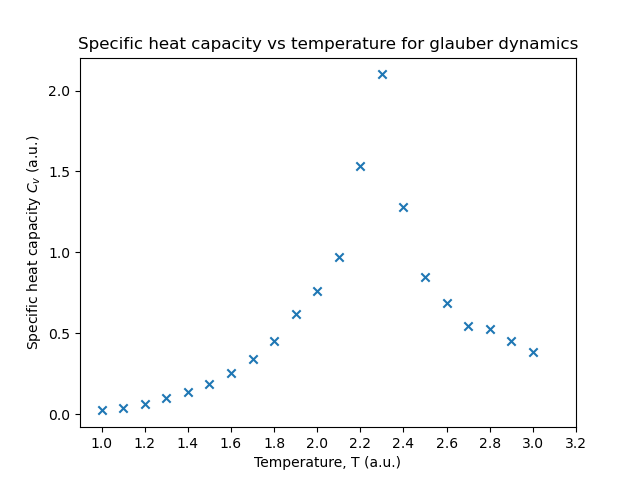 Specific heat capacity vs temperature for glauber dynamics
Specific heat capacity Cᵥ (a.u.)
2.0
1.5
1.0
0.5
0.0
1.0 1.2 1.4 1.6 1.8 2.0 2.2 2.4 2.6 2.8 3.0 3.2
Temperature, T (a.u.)